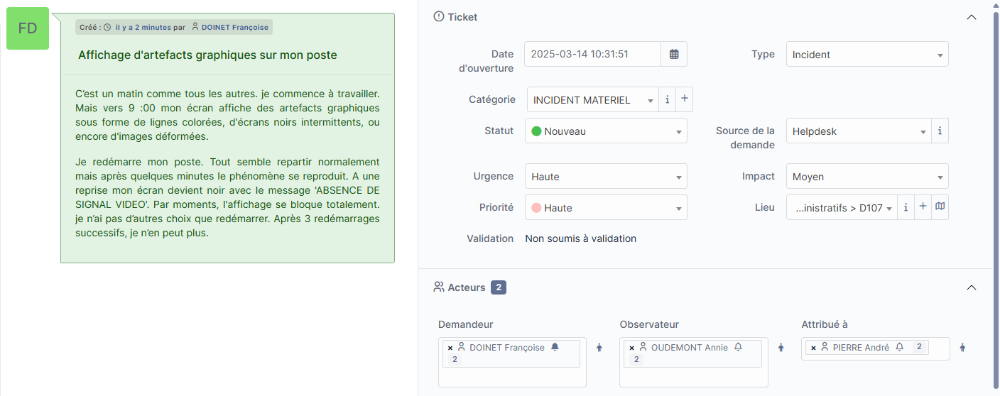 FD
Créé : il y a 2 minutes par DOINET Françoise
Affichage d'artefacts graphiques sur mon poste
C'est un matin comme tous les autres. je commence à travailler.
Mais vers 9 :00 mon écran affiche des artefacts graphiques
sous forme de lignes colorées, d'écrans noirs intermittents, ou
encore d'images déformées.
Je redémarre mon poste. Tout semble repartir normalement
mais après quelques minutes le phénomène se reproduit. A une
reprise mon écran devient noir avec le message 'ABSENCE DE
SIGNAL VIDEO'. Par moments, l'affichage se bloque totalement.
je n'ai pas d'autres choix que redémarrer. Après 3 redémarrages
successifs, je n'en peut plus.
Ticket
Date d'ouverture 2025-03-14 10:31:51 Type Incident
Catégorie INCIDENT MATERIEL i +
Statut Nouveau Source de la demande Helpdesk i
Urgence Haute Impact Moyen
Priorité Haute Lieu ...inistratifs > D107 i +
Validation Non soumis à validation
Acteurs 2
Demandeur Observateur Attribué à
× DOINET Françoise 2 × OUDEMONT Annie 2 × PIERRE André 2